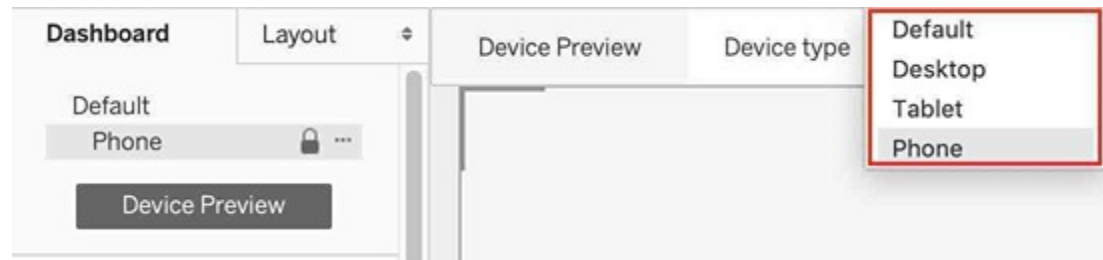 Dashboard
Layout
Default
Phone
Device Preview
Device Preview
Device type
Default
Desktop
Tablet
Phone